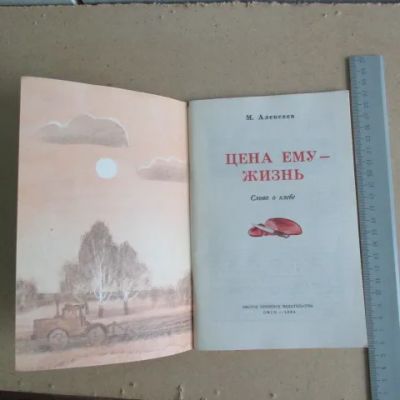 М. Алексеев
ЦЕНА ЕМУ —
ЖИЗНЬ
Слово о хлебе